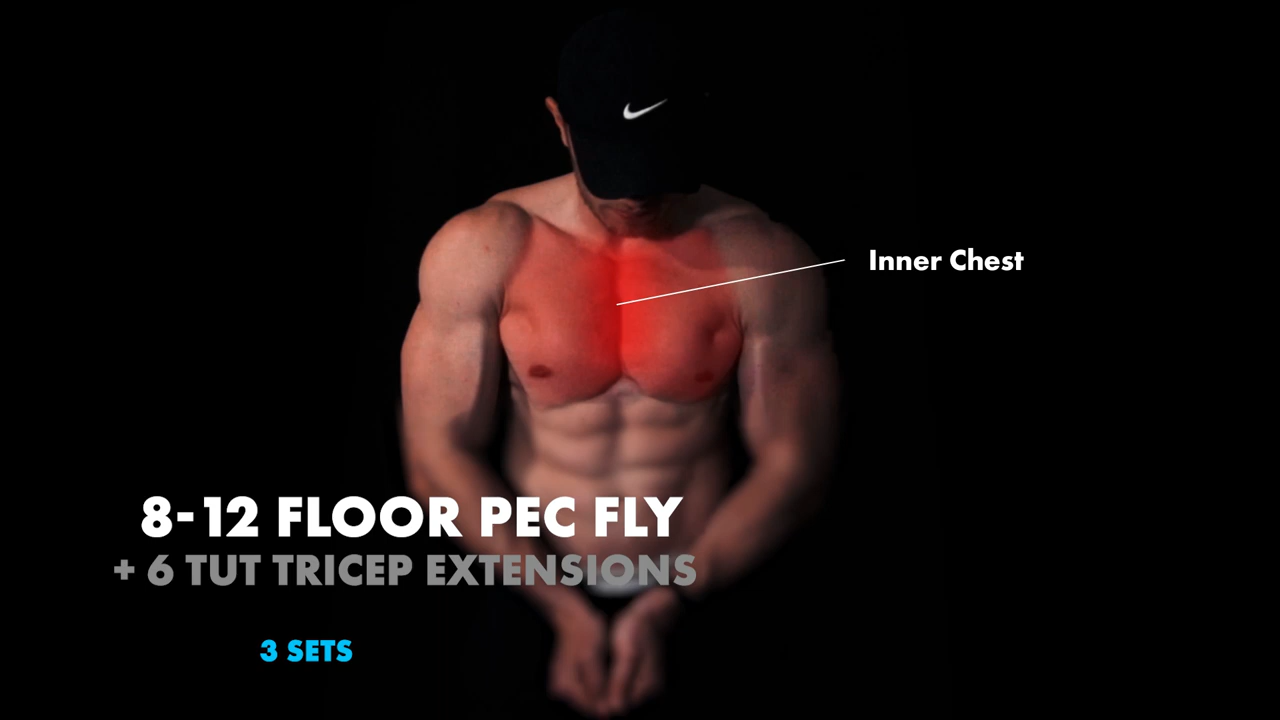 Inner Chest
8-12 FLOOR PEC FLY
+ 6 TUT TRICEP EXTENSIONS
3 SETS